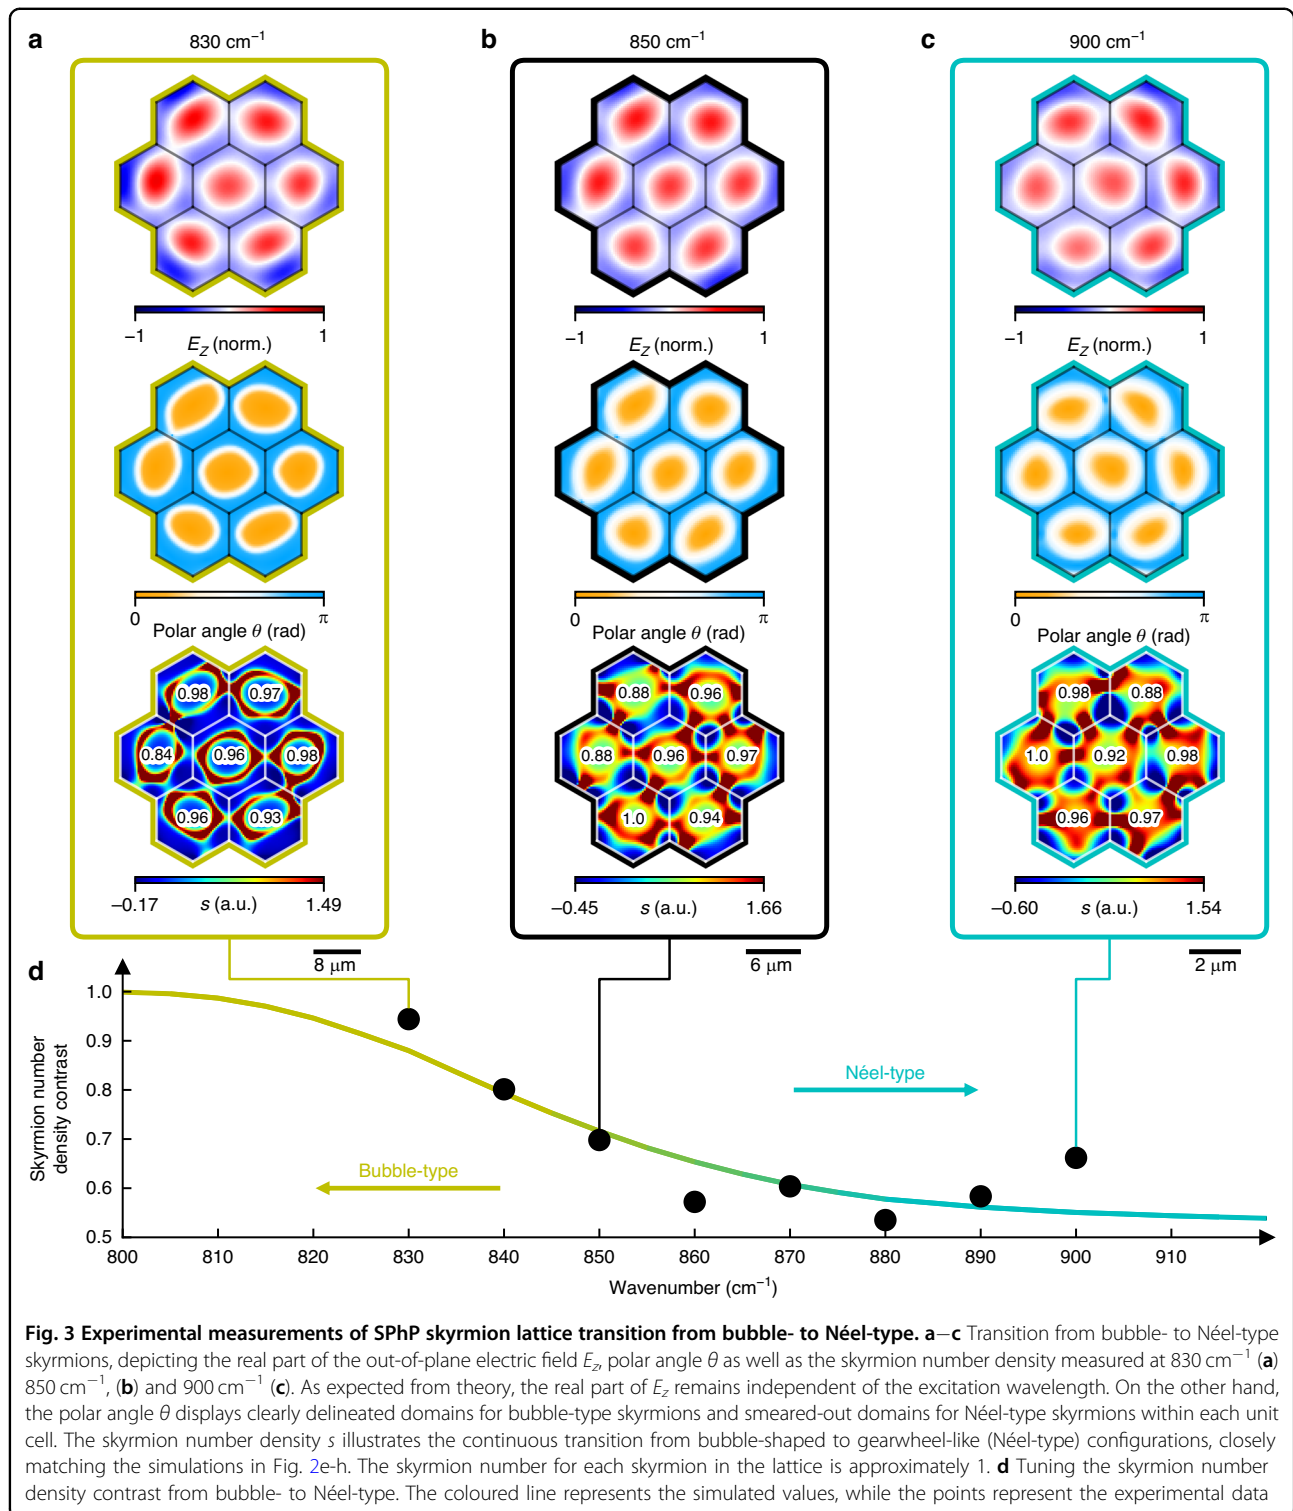 a
830 cm⁻¹
b
850 cm⁻¹
c
900 cm⁻¹
−1
1
E_Z (norm.)
−1
1
E_Z (norm.)
−1
1
E_Z (norm.)
0
π
Polar angle θ (rad)
0
π
Polar angle θ (rad)
0
π
Polar angle θ (rad)
0.98
0.97
0.84
0.96
0.98
0.96
0.93
0.88
0.96
0.88
0.96
0.97
1.0
0.94
0.98
0.88
1.0
0.92
0.98
0.96
0.97
−0.17
s (a.u.)
1.49
−0.45
s (a.u.)
1.66
−0.60
s (a.u.)
1.54
8 μm
6 μm
2 μm
d
Skyrmion number
density contrast
1.0
0.9
0.8
0.7
0.6
0.5
Néel-type
Bubble-type
800
810
820
830
840
850
860
870
880
890
900
910
Wavenumber (cm⁻¹)
Fig. 3 Experimental measurements of SPhP skyrmion lattice transition from bubble- to Néel-type. a−c Transition from bubble- to Néel-type
skyrmions, depicting the real part of the out-of-plane electric field E_z, polar angle θ as well as the skyrmion number density measured at 830 cm⁻¹ (a)
850 cm⁻¹, (b) and 900 cm⁻¹ (c). As expected from theory, the real part of E_z remains independent of the excitation wavelength. On the other hand,
the polar angle θ displays clearly delineated domains for bubble-type skyrmions and smeared-out domains for Néel-type skyrmions within each unit
cell. The skyrmion number density s illustrates the continuous transition from bubble-shaped to gearwheel-like (Néel-type) configurations, closely
matching the simulations in Fig. 2e-h. The skyrmion number for each skyrmion in the lattice is approximately 1. d Tuning the skyrmion number
density contrast from bubble- to Néel-type. The coloured line represents the simulated values, while the points represent the experimental data